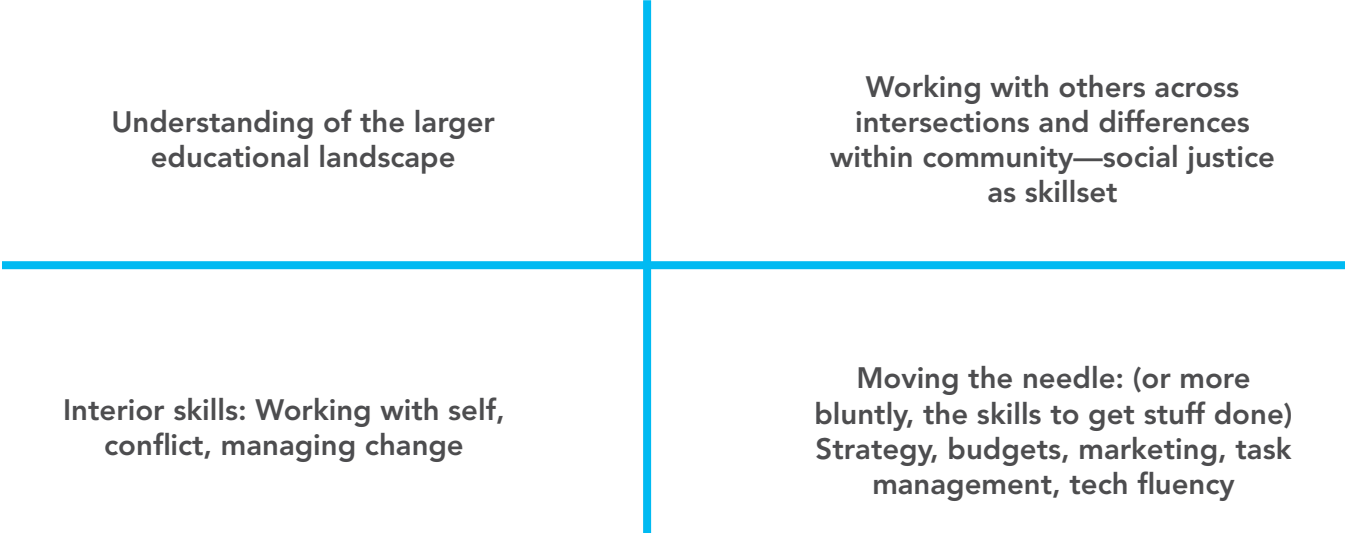 Understanding of the larger
educational landscape
Working with others across
intersections and differences
within community—social justice
as skillset
Interior skills: Working with self,
conflict, managing change
Moving the needle: (or more
bluntly, the skills to get stuff done)
Strategy, budgets, marketing, task
management, tech fluency